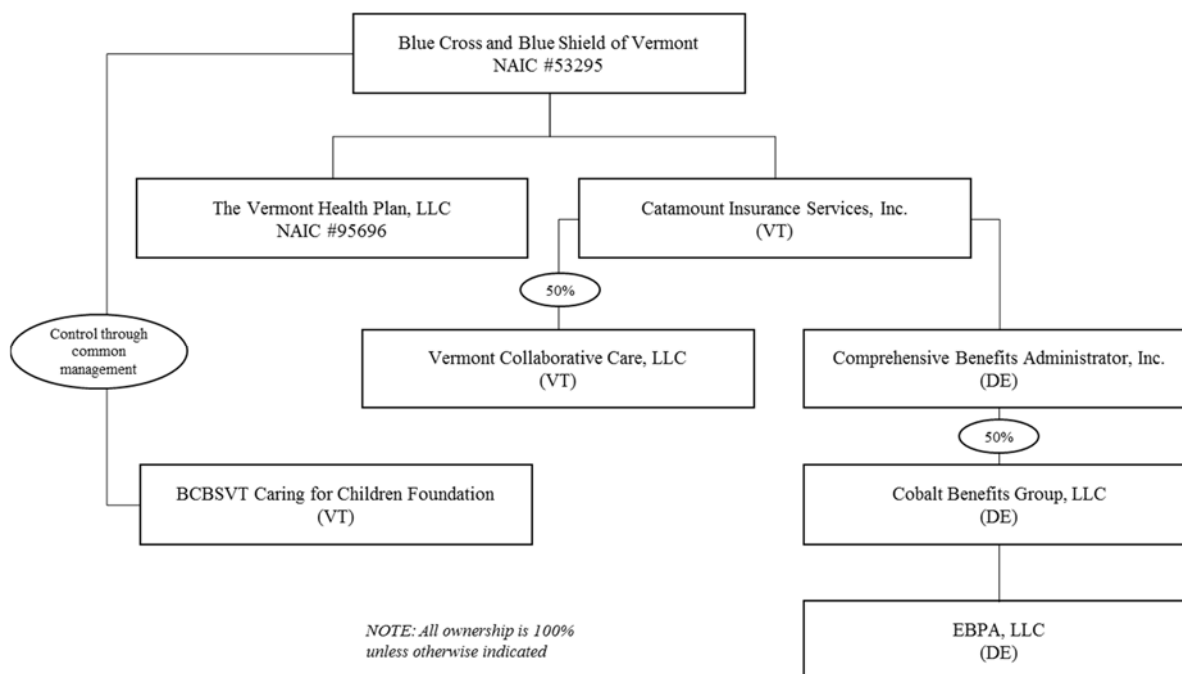 Blue Cross and Blue Shield of Vermont
NAIC #53295
The Vermont Health Plan, LLC
NAIC #95696
Catamount Insurance Services, Inc.
(VT)
50%
Control through
common
management
Vermont Collaborative Care, LLC
(VT)
Comprehensive Benefits Administrator, Inc.
(DE)
50%
BCBSVT Caring for Children Foundation
(VT)
Cobalt Benefits Group, LLC
(DE)
NOTE: All ownership is 100%
unless otherwise indicated
EBPA, LLC
(DE)